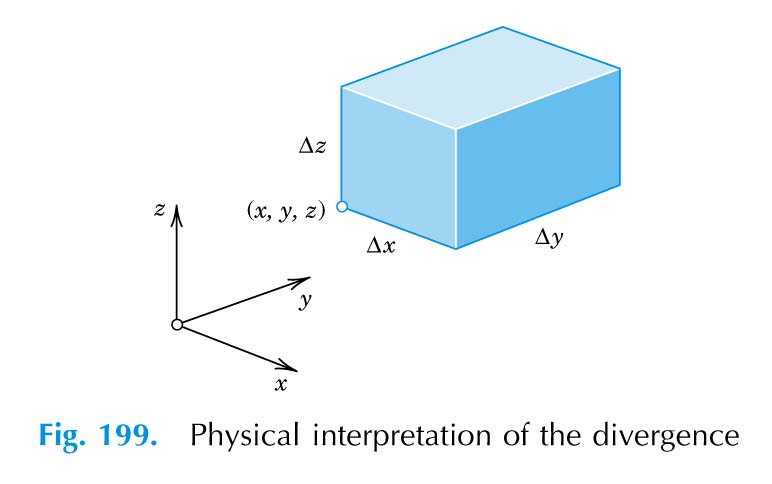 Δz
z
(x, y, z)
Δx
Δy
y
x
Fig. 199. Physical interpretation of the divergence